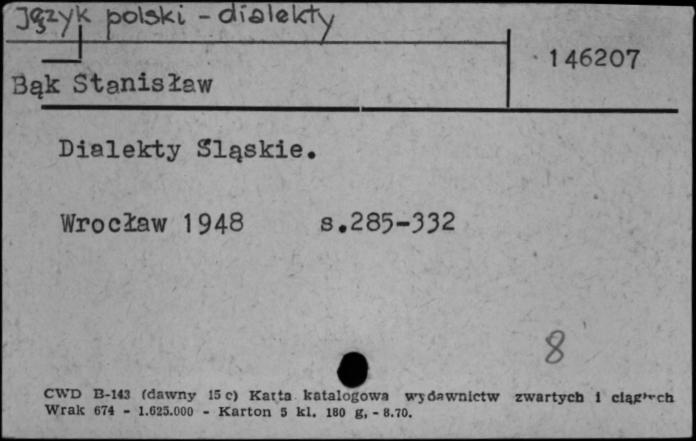 Język polski - dialekty
146207
Bąk Stanisław
Dialekty Śląskie.
Wrocław 1948 s.285-332
8
CWD B-143 (dawny 15 c) Karta katalogowa wydawnictw zwartych i ciągłych
Wrak 674 - 1.625.000 - Karton 5 kl. 180 g, - 8.70.